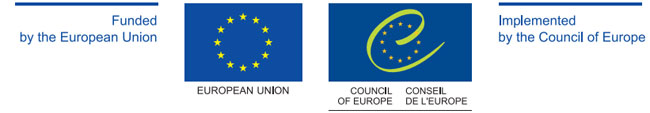 Funded
by the European Union
EUROPEAN UNION
COUNCIL
OF EUROPE
CONSEIL
DE L'EUROPE
Implemented
by the Council of Europe